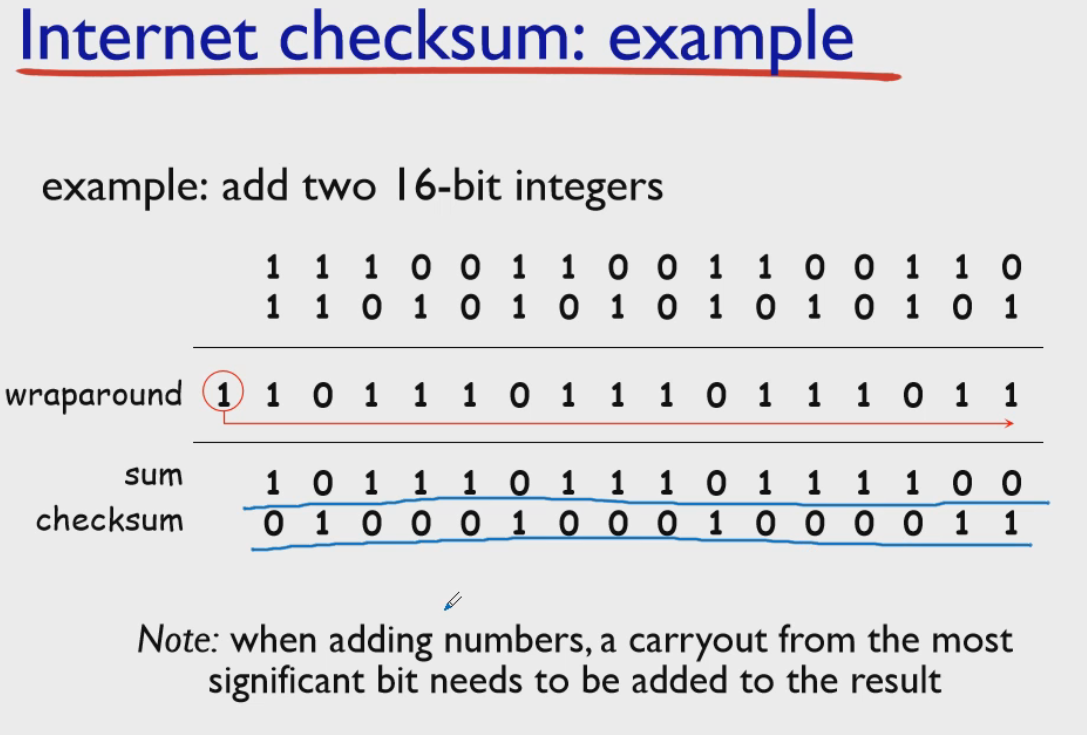 Internet checksum: example
example: add two 16-bit integers
1 1 1 0 0 1 1 0 0 1 1 0 0 1 1 0
1 1 0 1 0 1 0 1 0 1 0 1 0 1 0 1
wraparound 1 1 0 1 1 1 0 1 1 1 0 1 1 1 0 1 1
sum 1 0 1 1 1 0 1 1 1 0 1 1 1 1 0 0
checksum 0 1 0 0 0 1 0 0 0 1 0 0 0 0 1 1
Note: when adding numbers, a carryout from the most
significant bit needs to be added to the result